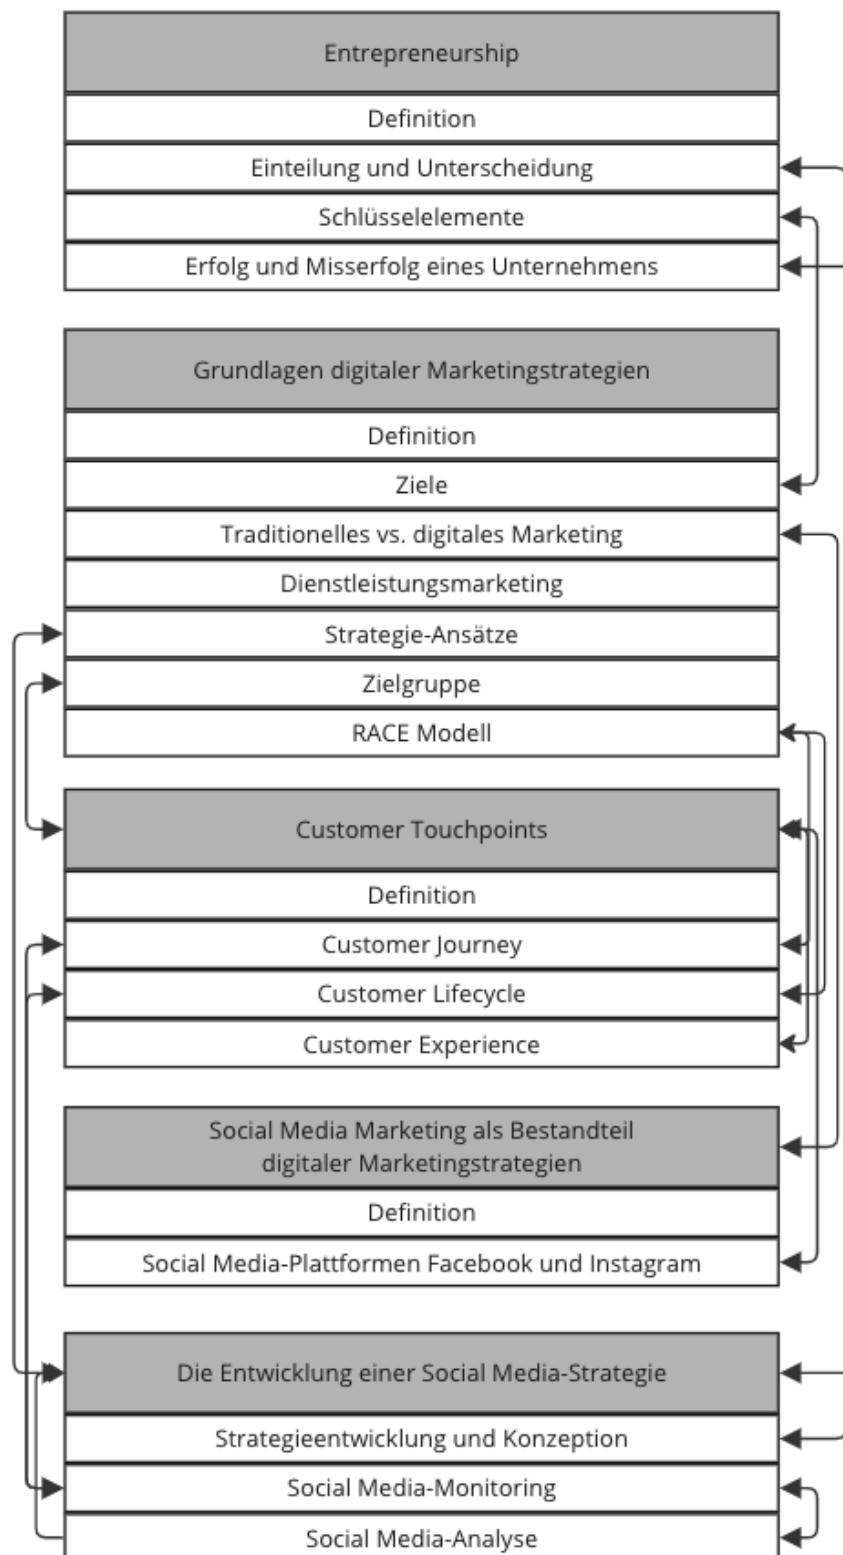 Entrepreneurship
Definition
Einteilung und Unterscheidung
Schlüsselelemente
Erfolg und Misserfolg eines Unternehmens
Grundlagen digitaler Marketingstrategien
Definition
Ziele
Traditionelles vs. digitales Marketing
Dienstleistungsmarketing
Strategie-Ansätze
Zielgruppe
RACE Modell
Customer Touchpoints
Definition
Customer Journey
Customer Lifecycle
Customer Experience
Social Media Marketing als Bestandteil
digitaler Marketingstrategien
Definition
Social Media-Plattformen Facebook und Instagram
Die Entwicklung einer Social Media-Strategie
Strategieentwicklung und Konzeption
Social Media-Monitoring
Social Media-Analyse